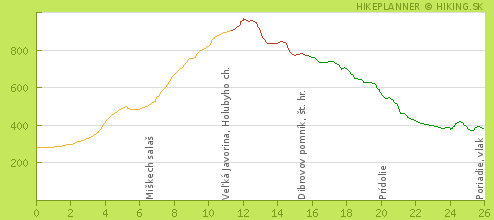 HIKEPLANNER © HIKING.SK
800
600
400
200
Miškech salaš
Veľká Javorina, Holubyho ch.
Dibrovov pomník, št. hr.
Prídolie
Poriadie, vlak
0 2 4 6 8 10 12 14 16 18 20 22 24 26